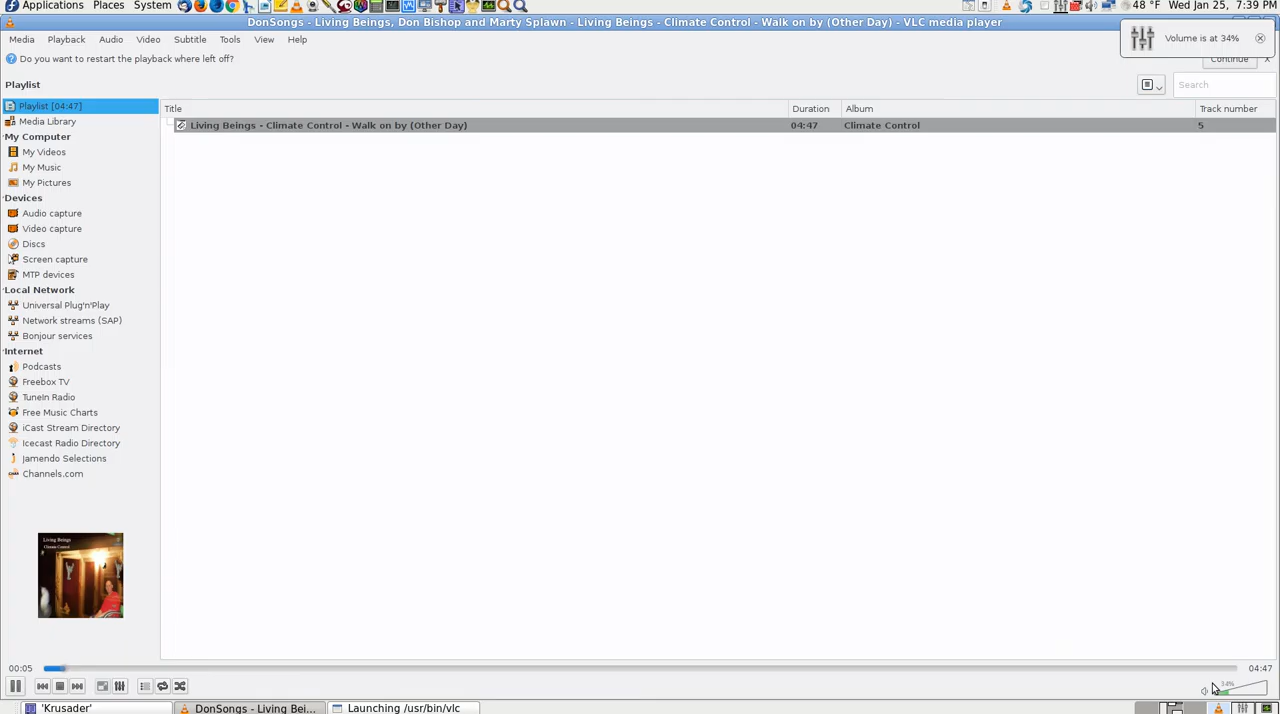 Applications Places System 48 °F Wed Jan 25, 7:39 PM
DonSongs - Living Beings, Don Bishop and Marty Splawn - Living Beings - Climate Control - Walk on by (Other Day) - VLC media player
Media Playback Audio Video Subtitle Tools View Help
Volume is at 34%
Do you want to restart the playback where left off? Continue x
Playlist
Search
Playlist [04:47]
Media Library
My Computer
My Videos
My Music
My Pictures
Devices
Audio capture
Video capture
Discs
Screen capture
MTP devices
Local Network
Universal Plug'n'Play
Network streams (SAP)
Bonjour services
Internet
Podcasts
Freebox TV
TuneIn Radio
Free Music Charts
iCast Stream Directory
Icecast Radio Directory
Jamendo Selections
Channels.com
Title Duration Album Track number
Living Beings - Climate Control - Walk on by (Other Day) 04:47 Climate Control 5
Living Beings
Climate Control
00:05 04:47
34%
'Krusader' DonSongs - Living Bei... Launching /usr/bin/vlc